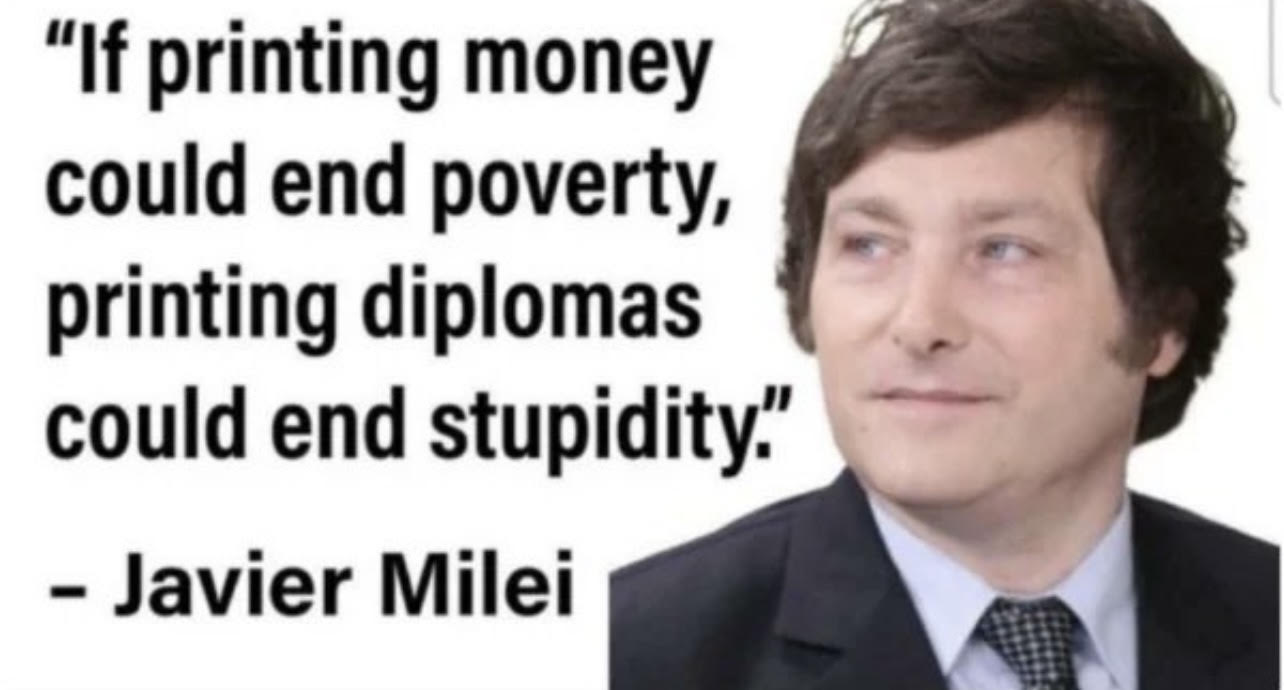 “If printing money
could end poverty,
printing diplomas
could end stupidity.”
– Javier Milei